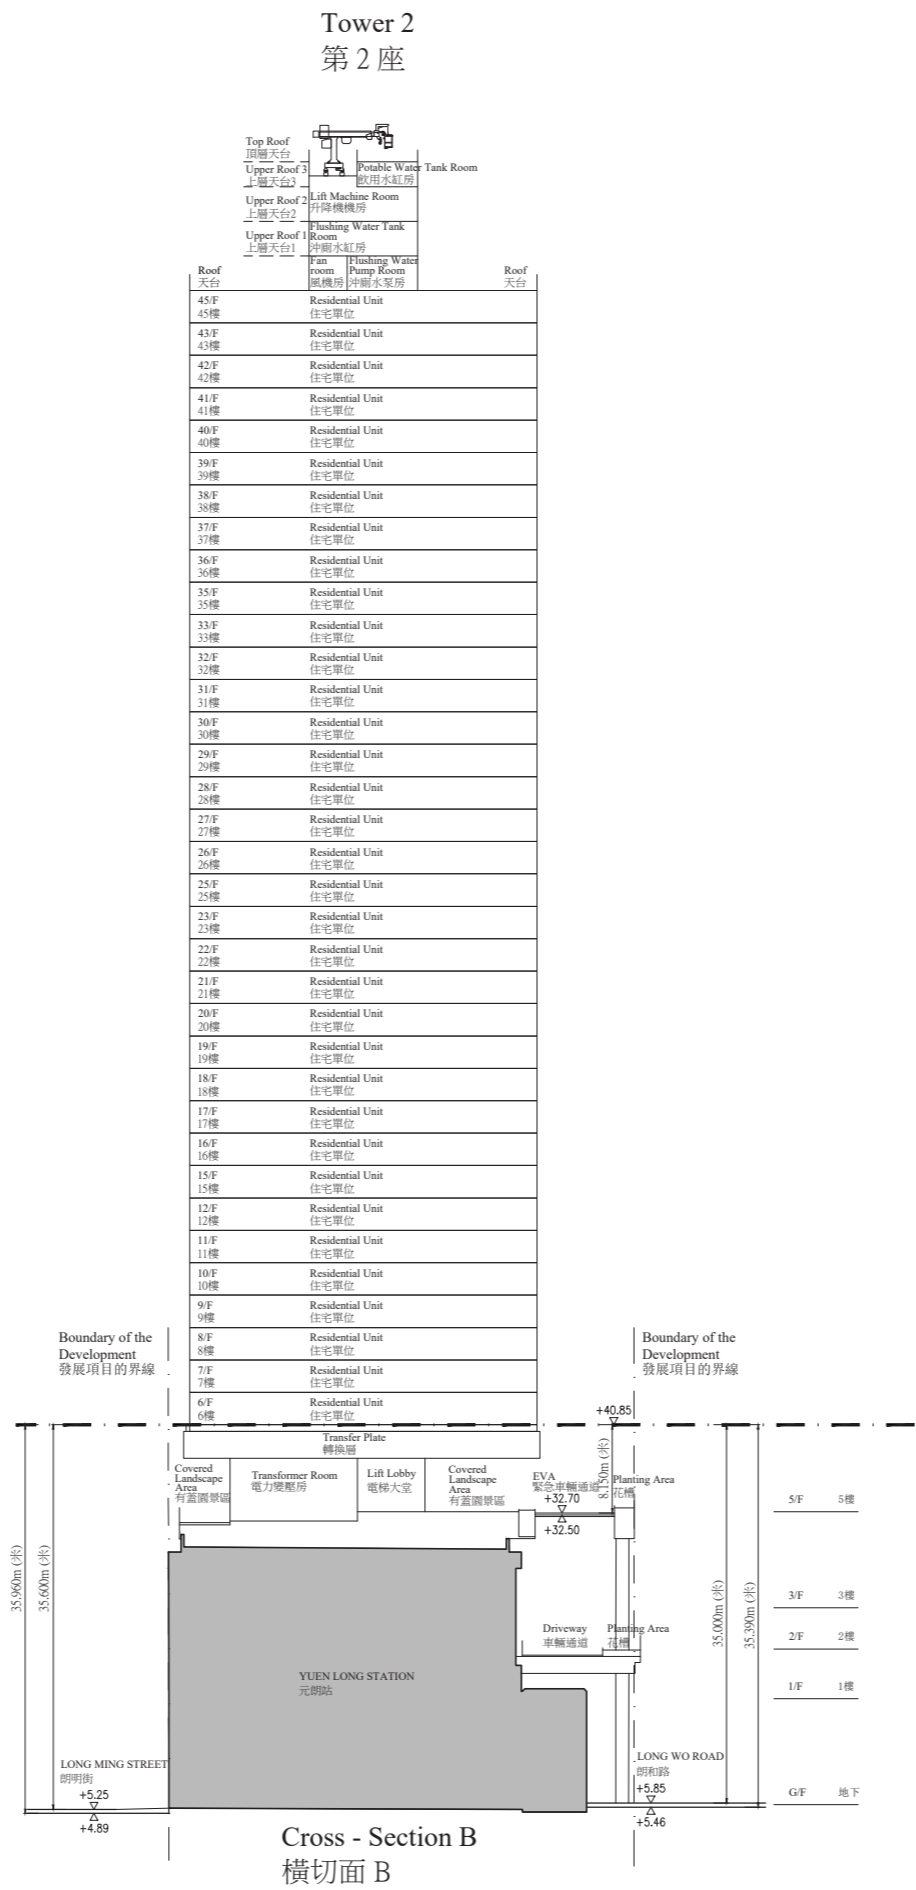 Tower 2
第 2 座
Top Roof
頂層天台
Upper Roof 3
上層天台3
Potable Water Tank Room
飲用水缸房
Upper Roof 2
上層天台2
Lift Machine Room
升降機機房
Upper Roof 1
上層天台1
Flushing Water Tank
Room
沖廁水缸房
Fan
room
風機房
Flushing Water
Pump Room
沖廁水泵房
Roof
天台
Roof
天台
45/F Residential Unit
45樓 住宅單位
43/F Residential Unit
43樓 住宅單位
42/F Residential Unit
42樓 住宅單位
41/F Residential Unit
41樓 住宅單位
40/F Residential Unit
40樓 住宅單位
39/F Residential Unit
39樓 住宅單位
38/F Residential Unit
38樓 住宅單位
37/F Residential Unit
37樓 住宅單位
36/F Residential Unit
36樓 住宅單位
35/F Residential Unit
35樓 住宅單位
33/F Residential Unit
33樓 住宅單位
32/F Residential Unit
32樓 住宅單位
31/F Residential Unit
31樓 住宅單位
30/F Residential Unit
30樓 住宅單位
29/F Residential Unit
29樓 住宅單位
28/F Residential Unit
28樓 住宅單位
27/F Residential Unit
27樓 住宅單位
26/F Residential Unit
26樓 住宅單位
25/F Residential Unit
25樓 住宅單位
23/F Residential Unit
23樓 住宅單位
22/F Residential Unit
22樓 住宅單位
21/F Residential Unit
21樓 住宅單位
20/F Residential Unit
20樓 住宅單位
19/F Residential Unit
19樓 住宅單位
18/F Residential Unit
18樓 住宅單位
17/F Residential Unit
17樓 住宅單位
16/F Residential Unit
16樓 住宅單位
15/F Residential Unit
15樓 住宅單位
12/F Residential Unit
12樓 住宅單位
11/F Residential Unit
11樓 住宅單位
10/F Residential Unit
10樓 住宅單位
9/F Residential Unit
9樓 住宅單位
8/F Residential Unit
8樓 住宅單位
7/F Residential Unit
7樓 住宅單位
6/F Residential Unit
6樓 住宅單位
Boundary of the
Development
發展項目的界線
Boundary of the
Development
發展項目的界線
+40.85
Transfer Plate
轉換層
Covered
Landscape
Area
有蓋園景區
Transformer Room
電力變壓房
Lift Lobby
電梯大堂
Covered
Landscape
Area
有蓋園景區
EVA
緊急車輛通道
+32.70
+32.50
8.150m (米)
Planting Area
花槽
5/F 5樓
35.960m (米)
35.600m (米)
35.000m (米)
35.390m (米)
3/F 3樓
Driveway
車輛通道
Planting Area
花槽
2/F 2樓
1/F 1樓
YUEN LONG STATION
元朗站
LONG MING STREET
朗明街
+5.25
+4.89
LONG WO ROAD
朗和路
+5.85
+5.46
G/F 地下
Cross - Section B
橫切面 B